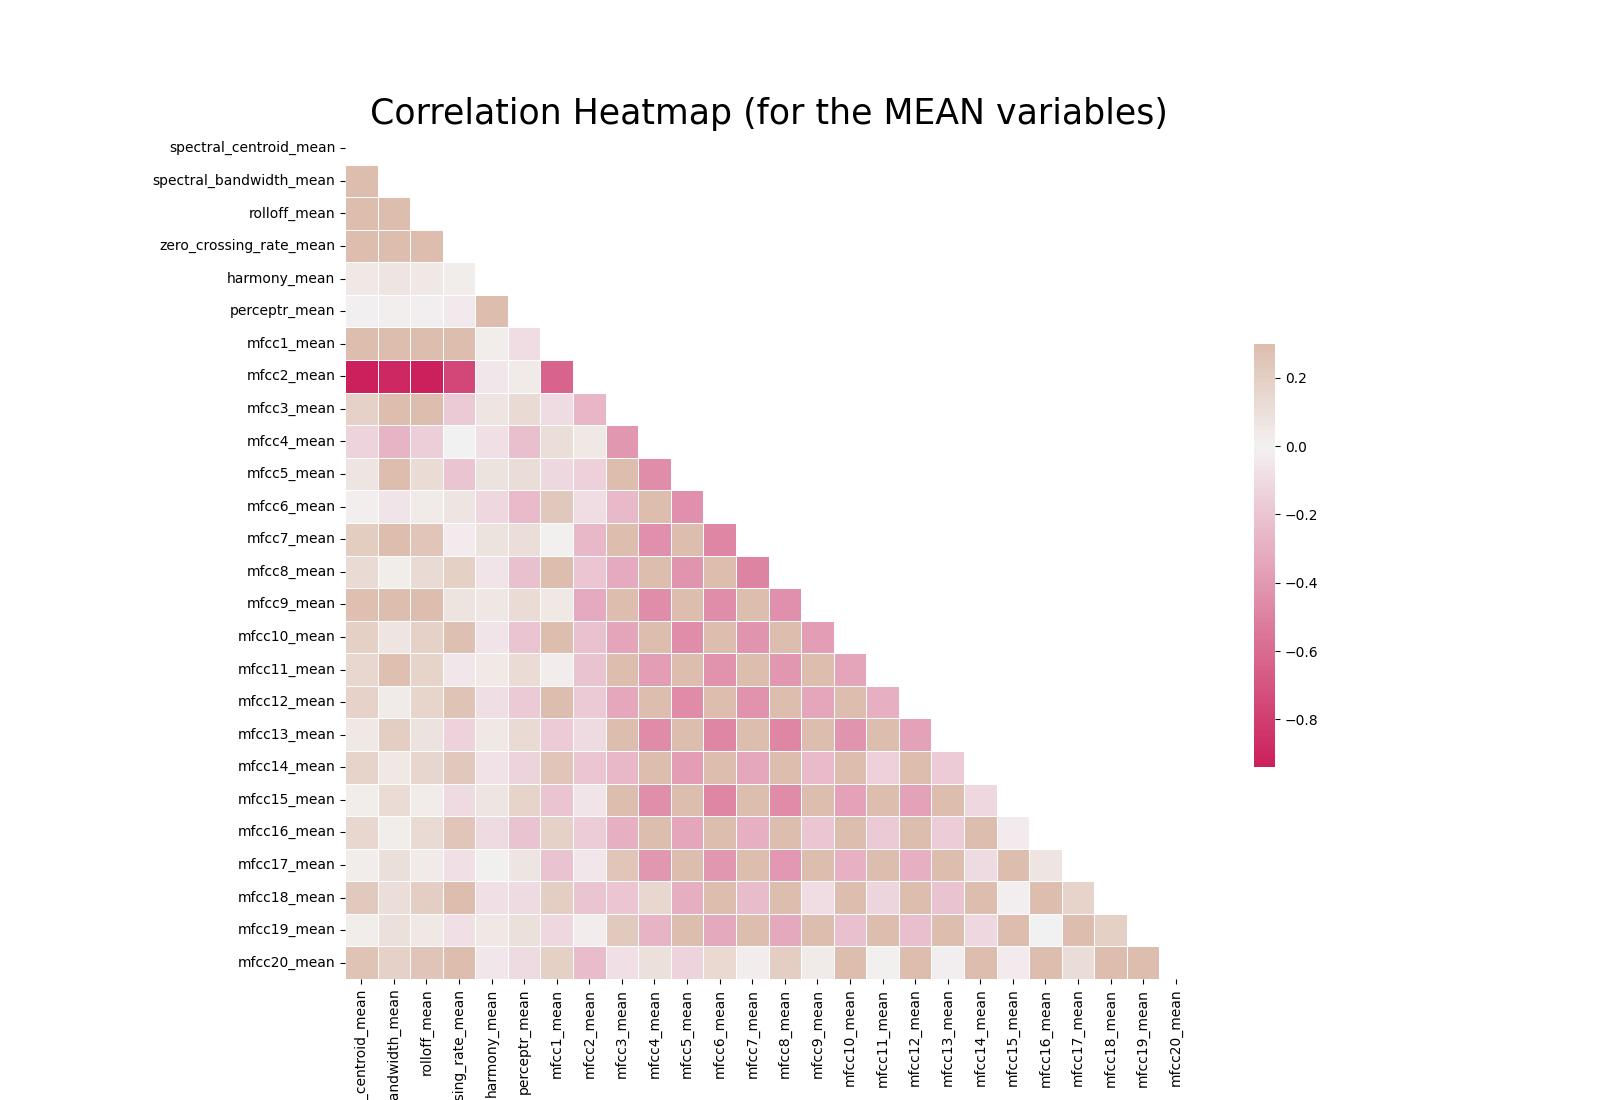 Correlation Heatmap (for the MEAN variables)
spectral_centroid_mean
spectral_bandwidth_mean
rolloff_mean
zero_crossing_rate_mean
harmony_mean
perceptr_mean
mfcc1_mean
mfcc2_mean
mfcc3_mean
mfcc4_mean
mfcc5_mean
mfcc6_mean
mfcc7_mean
mfcc8_mean
mfcc9_mean
mfcc10_mean
mfcc11_mean
mfcc12_mean
mfcc13_mean
mfcc14_mean
mfcc15_mean
mfcc16_mean
mfcc17_mean
mfcc18_mean
mfcc19_mean
mfcc20_mean
_centroid_mean
andwidth_mean
rolloff_mean
sing_rate_mean
harmony_mean
perceptr_mean
mfcc1_mean
mfcc2_mean
mfcc3_mean
mfcc4_mean
mfcc5_mean
mfcc6_mean
mfcc7_mean
mfcc8_mean
mfcc9_mean
mfcc10_mean
mfcc11_mean
mfcc12_mean
mfcc13_mean
mfcc14_mean
mfcc15_mean
mfcc16_mean
mfcc17_mean
mfcc18_mean
mfcc19_mean
mfcc20_mean
0.2
0.0
−0.2
−0.4
−0.6
−0.8